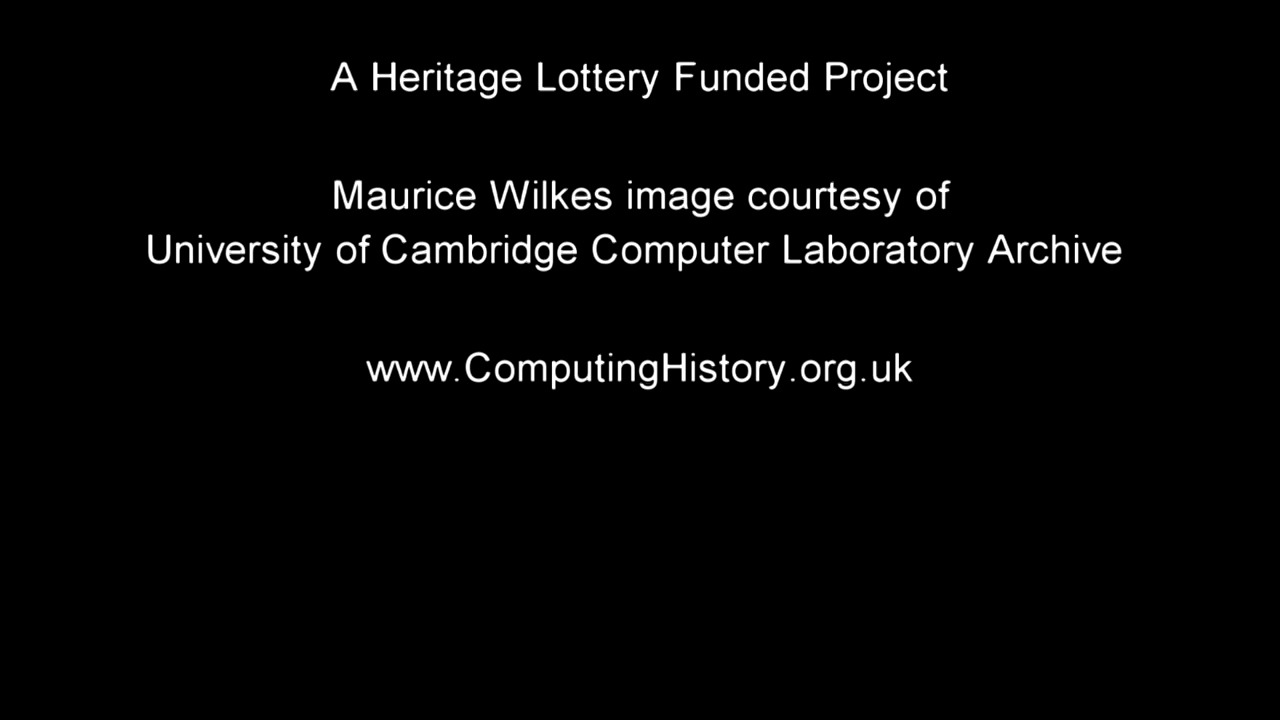 A Heritage Lottery Funded Project
Maurice Wilkes image courtesy of
University of Cambridge Computer Laboratory Archive
www.ComputingHistory.org.uk